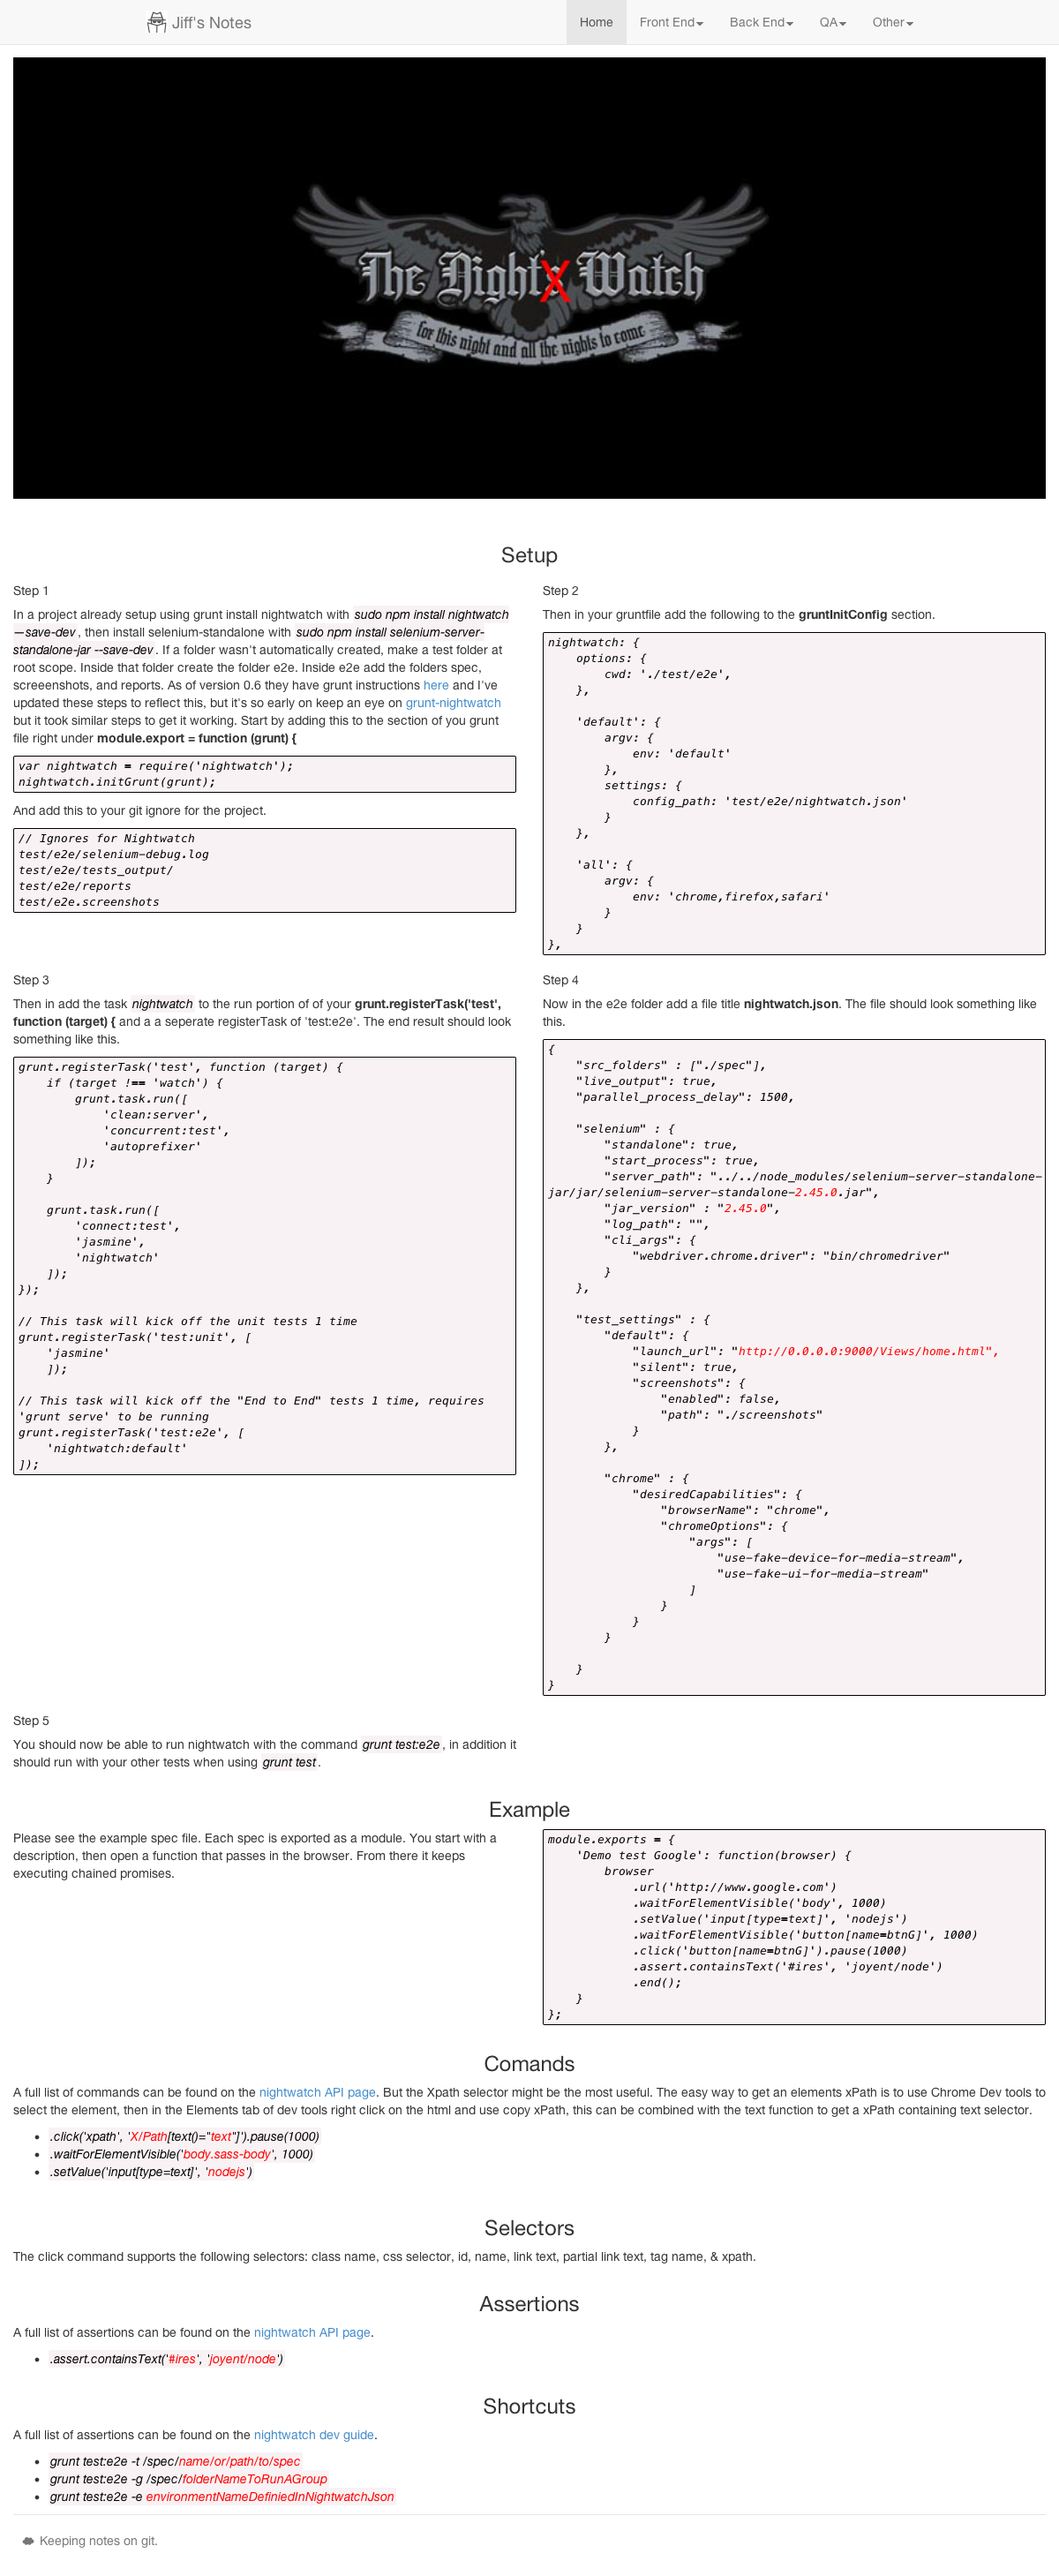 Jiff's Notes
Home Front End Back End QA Other
The Night's Watch
X
for this night and all the nights to come
Setup
Step 1
In a project already setup using grunt install nightwatch with sudo npm install nightwatch
—save-dev, then install selenium-standalone with sudo npm install selenium-server-
standalone-jar --save-dev. If a folder wasn't automatically created, make a test folder at
root scope. Inside that folder create the folder e2e. Inside e2e add the folders spec,
screeenshots, and reports. As of version 0.6 they have grunt instructions here and I've
updated these steps to reflect this, but it's so early on keep an eye on grunt-nightwatch
but it took similar steps to get it working. Start by adding this to the section of you grunt
file right under module.export = function (grunt) {
var nightwatch = require('nightwatch');
nightwatch.initGrunt(grunt);
And add this to your git ignore for the project.
// Ignores for Nightwatch
test/e2e/selenium-debug.log
test/e2e/tests_output/
test/e2e/reports
test/e2e.screenshots
Step 2
Then in your gruntfile add the following to the gruntInitConfig section.
nightwatch: {
    options: {
        cwd: './test/e2e',
    },

    'default': {
        argv: {
            env: 'default'
        },
        settings: {
            config_path: 'test/e2e/nightwatch.json'
        }
    },

    'all': {
        argv: {
            env: 'chrome,firefox,safari'
        }
    }
},
Step 3
Then in add the task nightwatch to the run portion of of your grunt.registerTask('test',
function (target) { and a a seperate registerTask of 'test:e2e'. The end result should look
something like this.
grunt.registerTask('test', function (target) {
    if (target !== 'watch') {
        grunt.task.run([
            'clean:server',
            'concurrent:test',
            'autoprefixer'
        ]);
    }

    grunt.task.run([
        'connect:test',
        'jasmine',
        'nightwatch'
    ]);
});

// This task will kick off the unit tests 1 time
grunt.registerTask('test:unit', [
    'jasmine'
    ]);

// This task will kick off the "End to End" tests 1 time, requires
'grunt serve' to be running
grunt.registerTask('test:e2e', [
    'nightwatch:default'
]);
Step 4
Now in the e2e folder add a file title nightwatch.json. The file should look something like
this.
{
    "src_folders" : ["./spec"],
    "live_output": true,
    "parallel_process_delay": 1500,

    "selenium" : {
        "standalone": true,
        "start_process": true,
        "server_path": "../../node_modules/selenium-server-standalone-
jar/jar/selenium-server-standalone-2.45.0.jar",
        "jar_version" : "2.45.0",
        "log_path": "",
        "cli_args": {
            "webdriver.chrome.driver": "bin/chromedriver"
        }
    },

    "test_settings" : {
        "default": {
            "launch_url": "http://0.0.0.0:9000/Views/home.html",
            "silent": true,
            "screenshots": {
                "enabled": false,
                "path": "./screenshots"
            }
        },

        "chrome" : {
            "desiredCapabilities": {
                "browserName": "chrome",
                "chromeOptions": {
                    "args": [
                        "use-fake-device-for-media-stream",
                        "use-fake-ui-for-media-stream"
                    ]
                }
            }
        }

    }
}
Step 5
You should now be able to run nightwatch with the command grunt test:e2e, in addition it
should run with your other tests when using grunt test.
Example
Please see the example spec file. Each spec is exported as a module. You start with a
description, then open a function that passes in the browser. From there it keeps
executing chained promises.
module.exports = {
    'Demo test Google': function(browser) {
        browser
            .url('http://www.google.com')
            .waitForElementVisible('body', 1000)
            .setValue('input[type=text]', 'nodejs')
            .waitForElementVisible('button[name=btnG]', 1000)
            .click('button[name=btnG]').pause(1000)
            .assert.containsText('#ires', 'joyent/node')
            .end();
    }
};
Comands
A full list of commands can be found on the nightwatch API page. But the Xpath selector might be the most useful. The easy way to get an elements xPath is to use Chrome Dev tools to
select the element, then in the Elements tab of dev tools right click on the html and use copy xPath, this can be combined with the text function to get a xPath containing text selector.
• .click('xpath', 'X/Path[text()="text"]').pause(1000)
• .waitForElementVisible('body.sass-body', 1000)
• .setValue('input[type=text]', 'nodejs')
Selectors
The click command supports the following selectors: class name, css selector, id, name, link text, partial link text, tag name, & xpath.
Assertions
A full list of assertions can be found on the nightwatch API page.
• .assert.containsText('#ires', 'joyent/node')
Shortcuts
A full list of assertions can be found on the nightwatch dev guide.
• grunt test:e2e -t /spec/name/or/path/to/spec
• grunt test:e2e -g /spec/folderNameToRunAGroup
• grunt test:e2e -e environmentNameDefiniedInNightwatchJson
Keeping notes on git.